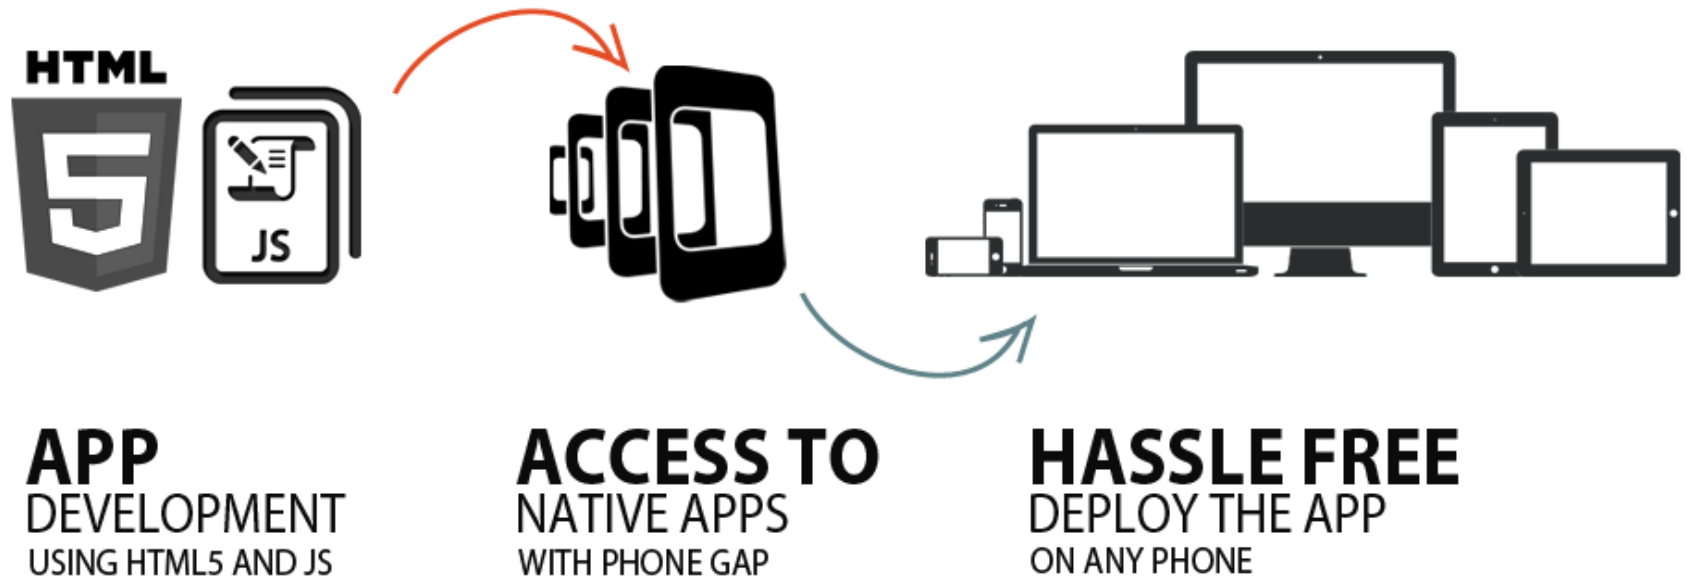 HTML
5
JS
APP
DEVELOPMENT
USING HTML5 AND JS
ACCESS TO
NATIVE APPS
WITH PHONE GAP
HASSLE FREE
DEPLOY THE APP
ON ANY PHONE